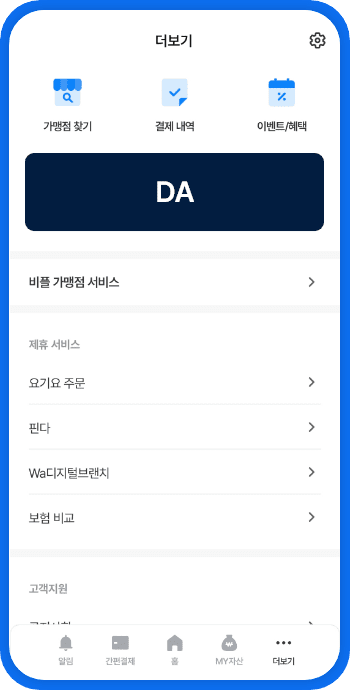 더보기
가맹점 찾기
결제 내역
이벤트/혜택
DA
비플 가맹점 서비스
제휴 서비스
요기요 주문
핀다
Wa디지털브랜치
보험 비교
고객지원
알림
간편결제
홈
MY자산
더보기